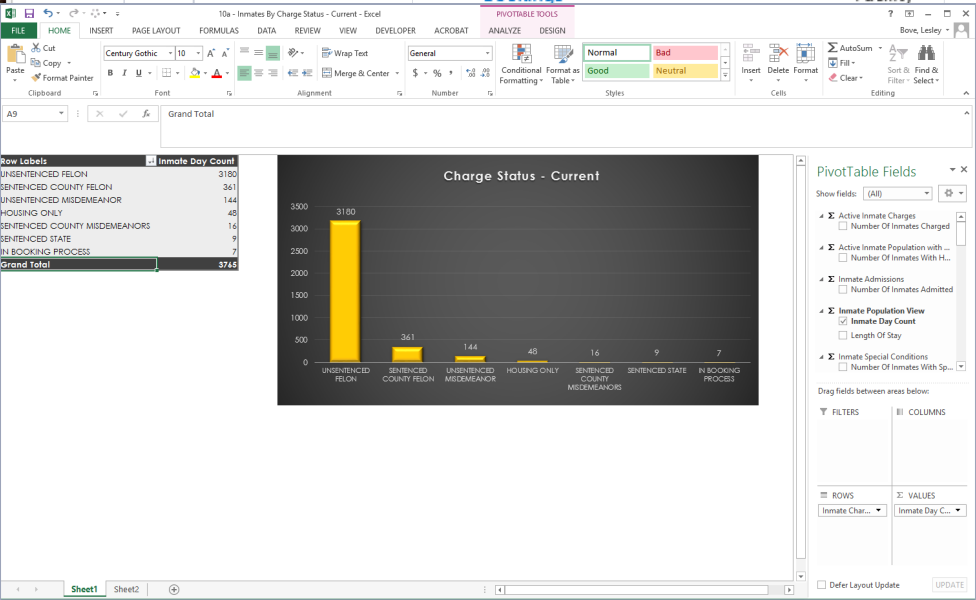 10a - Inmates By Charge Status - Current - Excel
PIVOTTABLE TOOLS
FILE HOME INSERT PAGE LAYOUT FORMULAS DATA REVIEW VIEW DEVELOPER ACROBAT ANALYZE DESIGN
Bove, Lesley
Paste
Cut
Copy
Format Painter
Clipboard
Century Gothic 10
B I U
Font
Wrap Text
Merge & Center
Alignment
General
$ % ,
Number
Conditional Formatting
Format as Table
Normal Bad
Good Neutral
Styles
Insert Delete Format
Cells
AutoSum
Fill
Clear
Sort & Filter
Find & Select
Editing
A9
fx
Grand Total
Row Labels Inmate Day Count
UNSENTENCED FELON 3180
SENTENCED COUNTY FELON 361
UNSENTENCED MISDEMEANOR 144
HOUSING ONLY 48
SENTENCED COUNTY MISDEMEANORS 16
SENTENCED STATE 9
IN BOOKING PROCESS 7
Grand Total 3765
Charge Status - Current
3500
3000
2500
2000
1500
1000
500
0
3180
361
144
48
16
9
7
UNSENTENCED FELON
SENTENCED COUNTY FELON
UNSENTENCED MISDEMEANOR
HOUSING ONLY
SENTENCED COUNTY MISDEMEANORS
SENTENCED STATE
IN BOOKING PROCESS
PivotTable Fields
Show fields: (All)
Σ Active Inmate Charges
Number Of Inmates Charged
Σ Active Inmate Population with ...
Number Of Inmates With H...
Σ Inmate Admissions
Number Of Inmates Admitted
Σ Inmate Population View
Inmate Day Count
Length Of Stay
Σ Inmate Special Conditions
Number Of Inmates With Sp...
Drag fields between areas below:
FILTERS
COLUMNS
ROWS
Σ VALUES
Inmate Char...
Inmate Day C...
Defer Layout Update
UPDATE
Sheet1 Sheet2